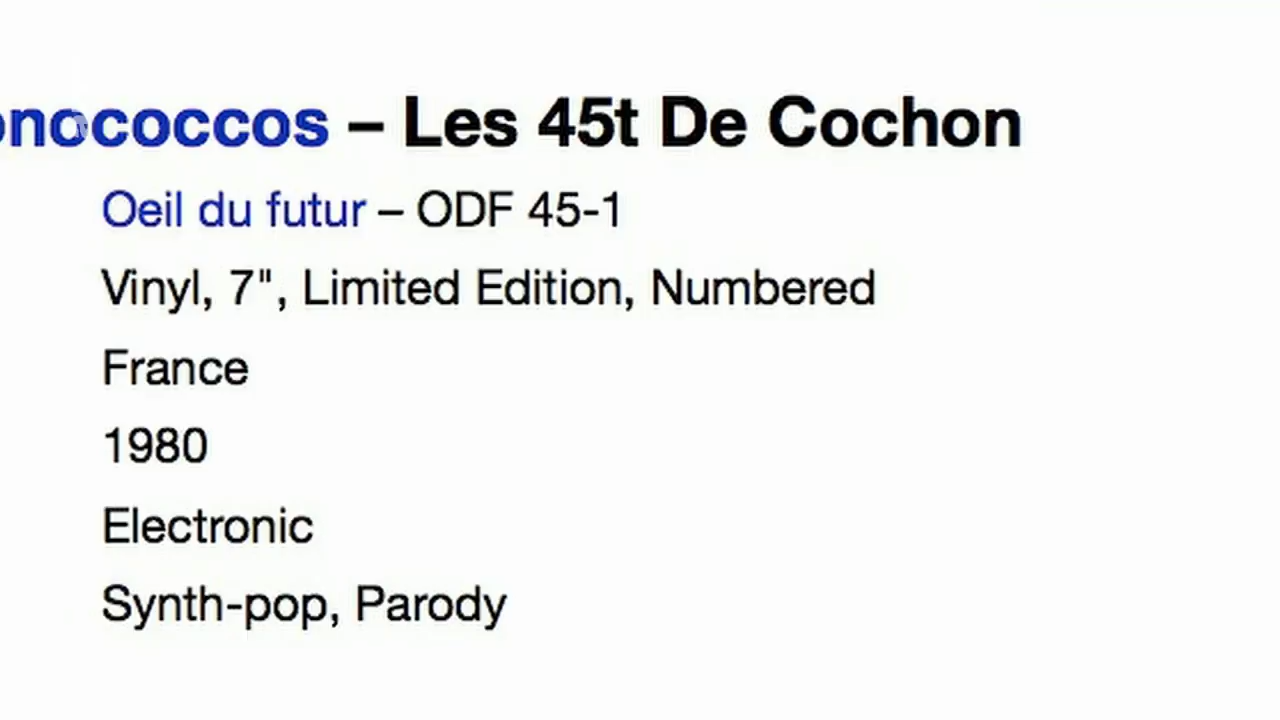 onococcos – Les 45t De Cochon
Oeil du futur – ODF 45-1
Vinyl, 7", Limited Edition, Numbered
France
1980
Electronic
Synth-pop, Parody